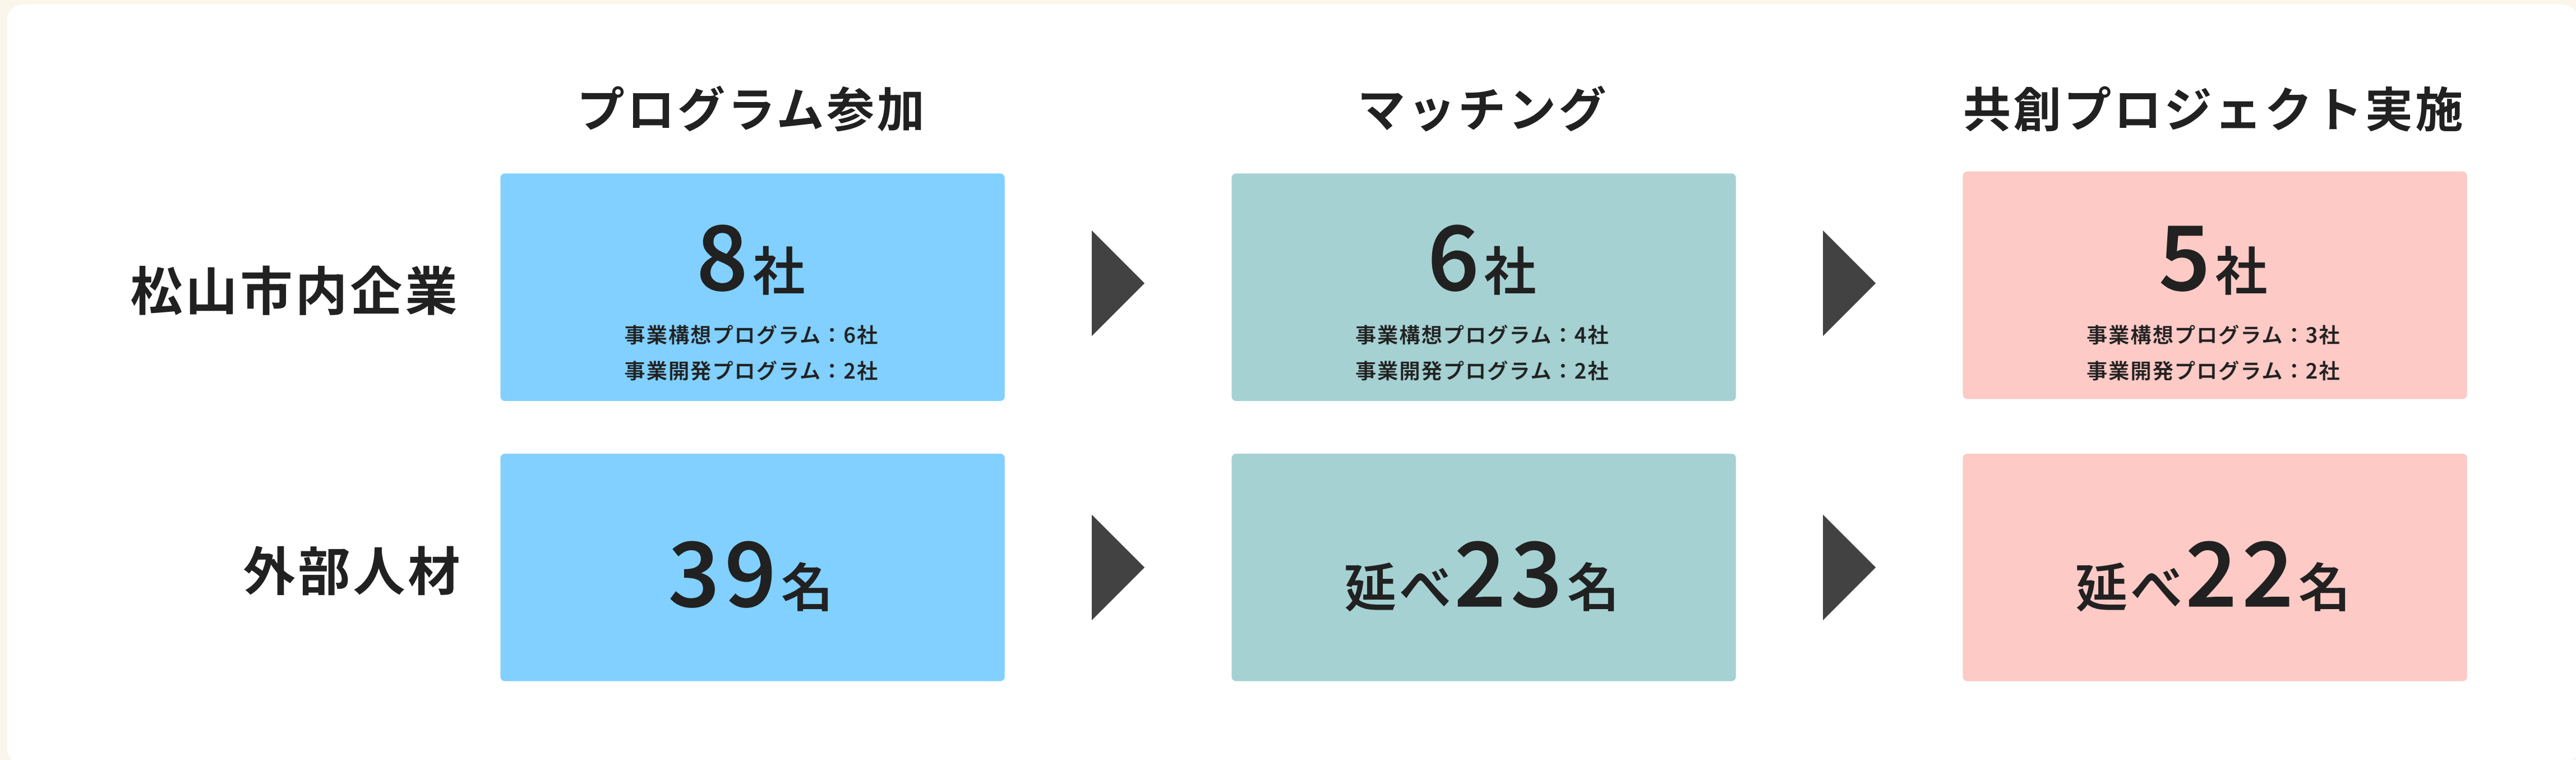 プログラム参加
マッチング
共創プロジェクト実施
松山市内企業
8社
事業構想プログラム：6社
事業開発プログラム：2社
6社
事業構想プログラム：4社
事業開発プログラム：2社
5社
事業構想プログラム：3社
事業開発プログラム：2社
外部人材
39名
延べ23名
延べ22名